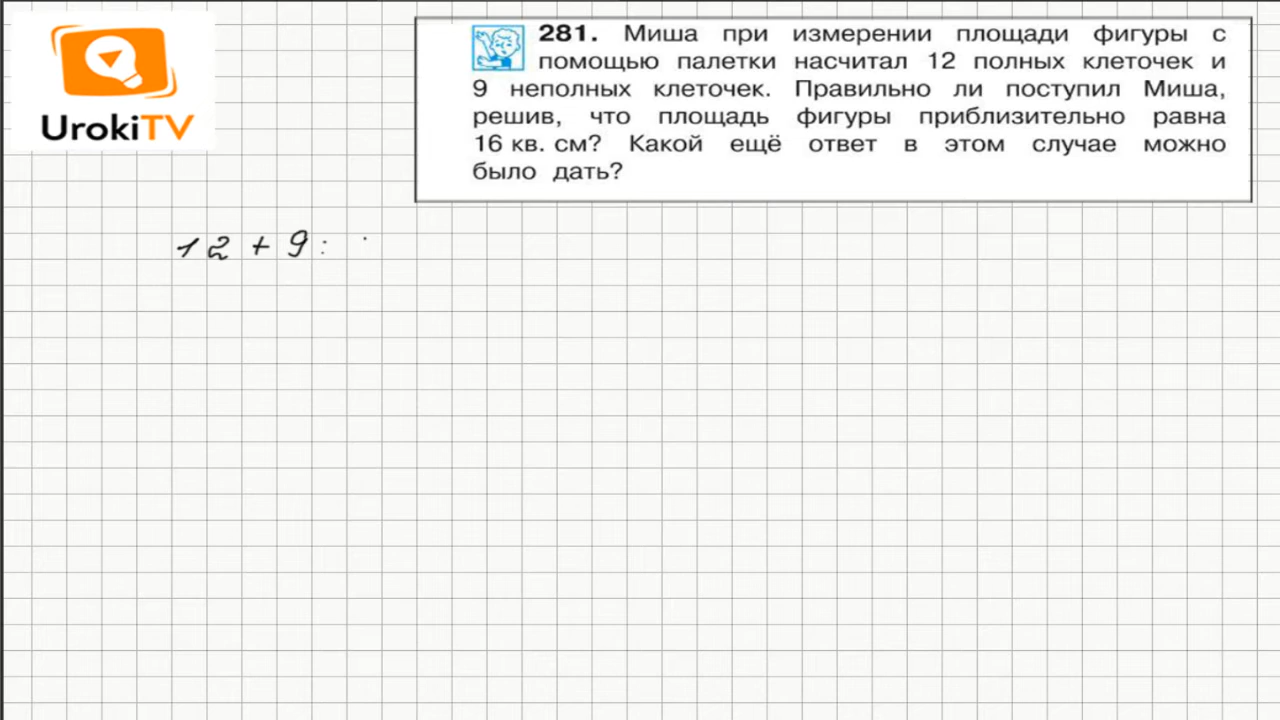 UrokiTV
281. Миша при измерении площади фигуры с
помощью палетки насчитал 12 полных клеточек и
9 неполных клеточек. Правильно ли поступил Миша,
решив, что площадь фигуры приблизительно равна
16 кв. см? Какой ещё ответ в этом случае можно
было дать?
12 + 9 :